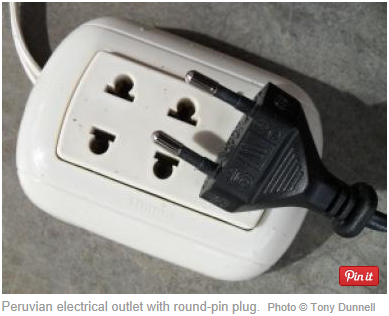 Pin it
Peruvian electrical outlet with round-pin plug. Photo © Tony Dunnell